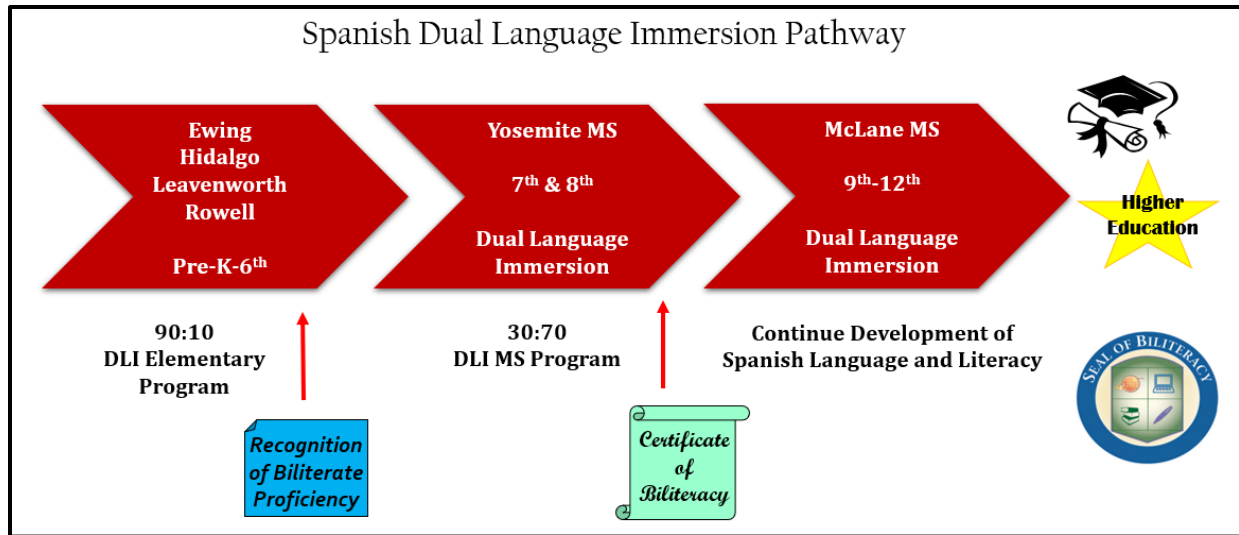 Spanish Dual Language Immersion Pathway
Ewing
Hidalgo
Leavenworth
Rowell
Pre-K-6th
90:10
DLI Elementary
Program
Recognition
of Biliterate
Proficiency
Yosemite MS
7th & 8th
Dual Language
Immersion
30:70
DLI MS Program
Certificate
of
Biliteracy
McLane MS
9th-12th
Dual Language
Immersion
Continue Development of
Spanish Language and Literacy
Higher
Education
SEAL OF BILITERACY